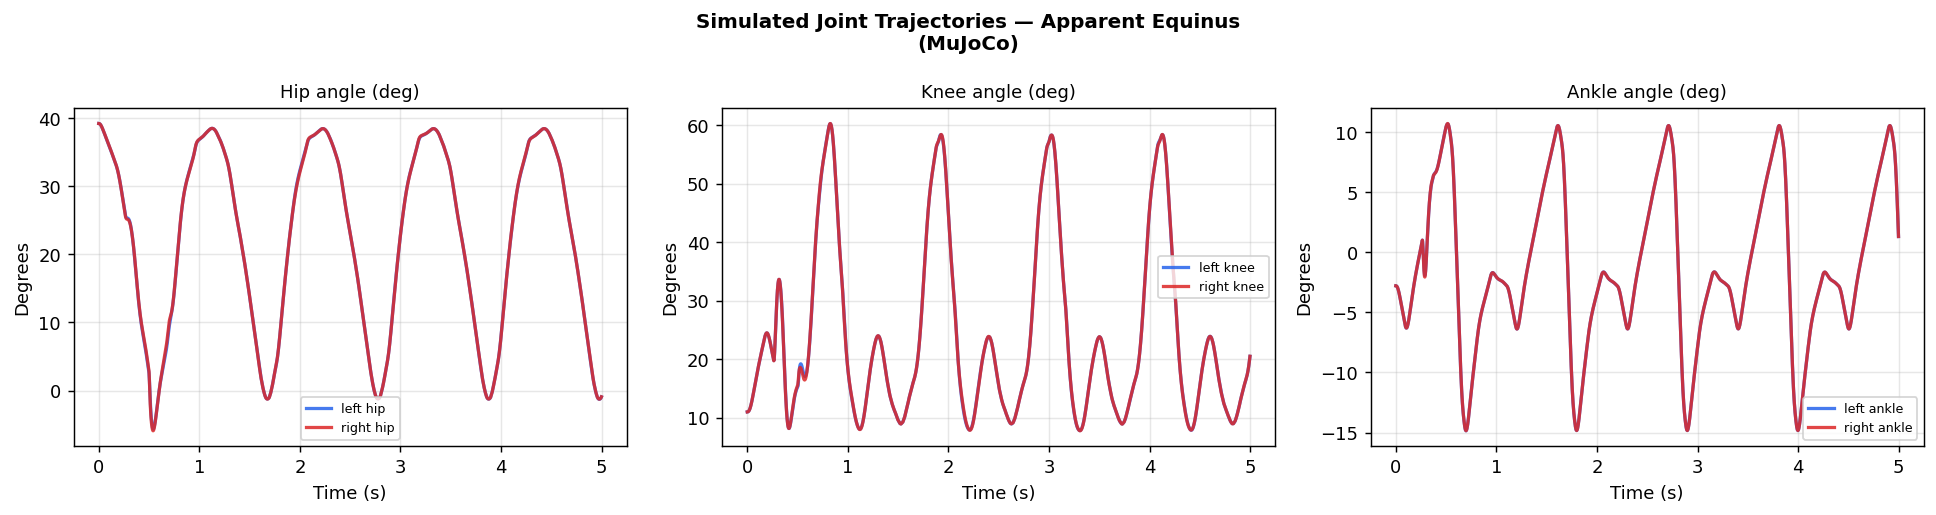 Simulated Joint Trajectories — Apparent Equinus
(MuJoCo)
Hip angle (deg)
Degrees
40
30
20
10
0
0 1 2 3 4 5
Time (s)
left hip
right hip
Knee angle (deg)
Degrees
60
50
40
30
20
10
0 1 2 3 4 5
Time (s)
left knee
right knee
Ankle angle (deg)
Degrees
10
5
0
−5
−10
−15
0 1 2 3 4 5
Time (s)
left ankle
right ankle